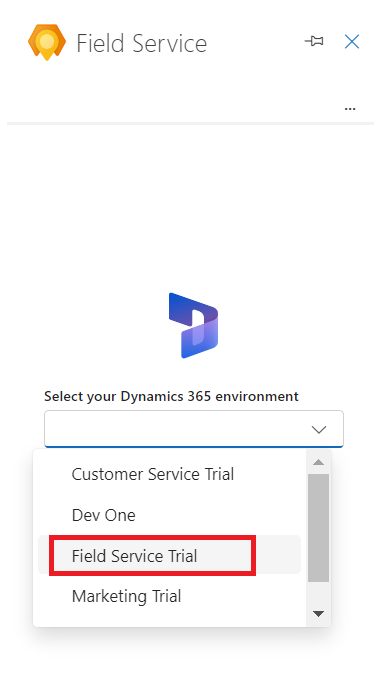 Field Service
...
Select your Dynamics 365 environment
Customer Service Trial
Dev One
Field Service Trial
Marketing Trial